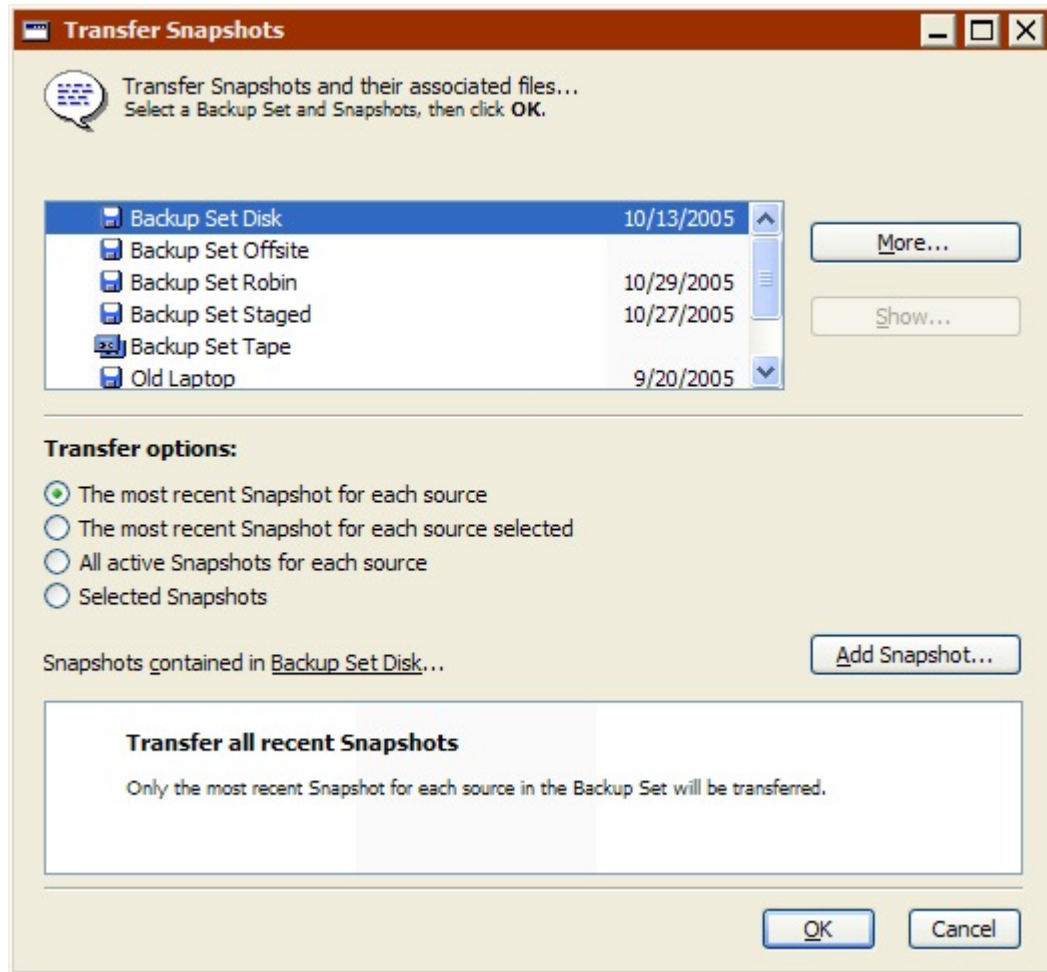 Transfer Snapshots
Transfer Snapshots and their associated files...
Select a Backup Set and Snapshots, then click OK.
Backup Set Disk 10/13/2005
Backup Set Offsite
Backup Set Robin 10/29/2005
Backup Set Staged 10/27/2005
Backup Set Tape
Old Laptop 9/20/2005
More...
Show...
Transfer options:
The most recent Snapshot for each source
The most recent Snapshot for each source selected
All active Snapshots for each source
Selected Snapshots
Snapshots contained in Backup Set Disk...
Add Snapshot...
Transfer all recent Snapshots
Only the most recent Snapshot for each source in the Backup Set will be transferred.
OK
Cancel